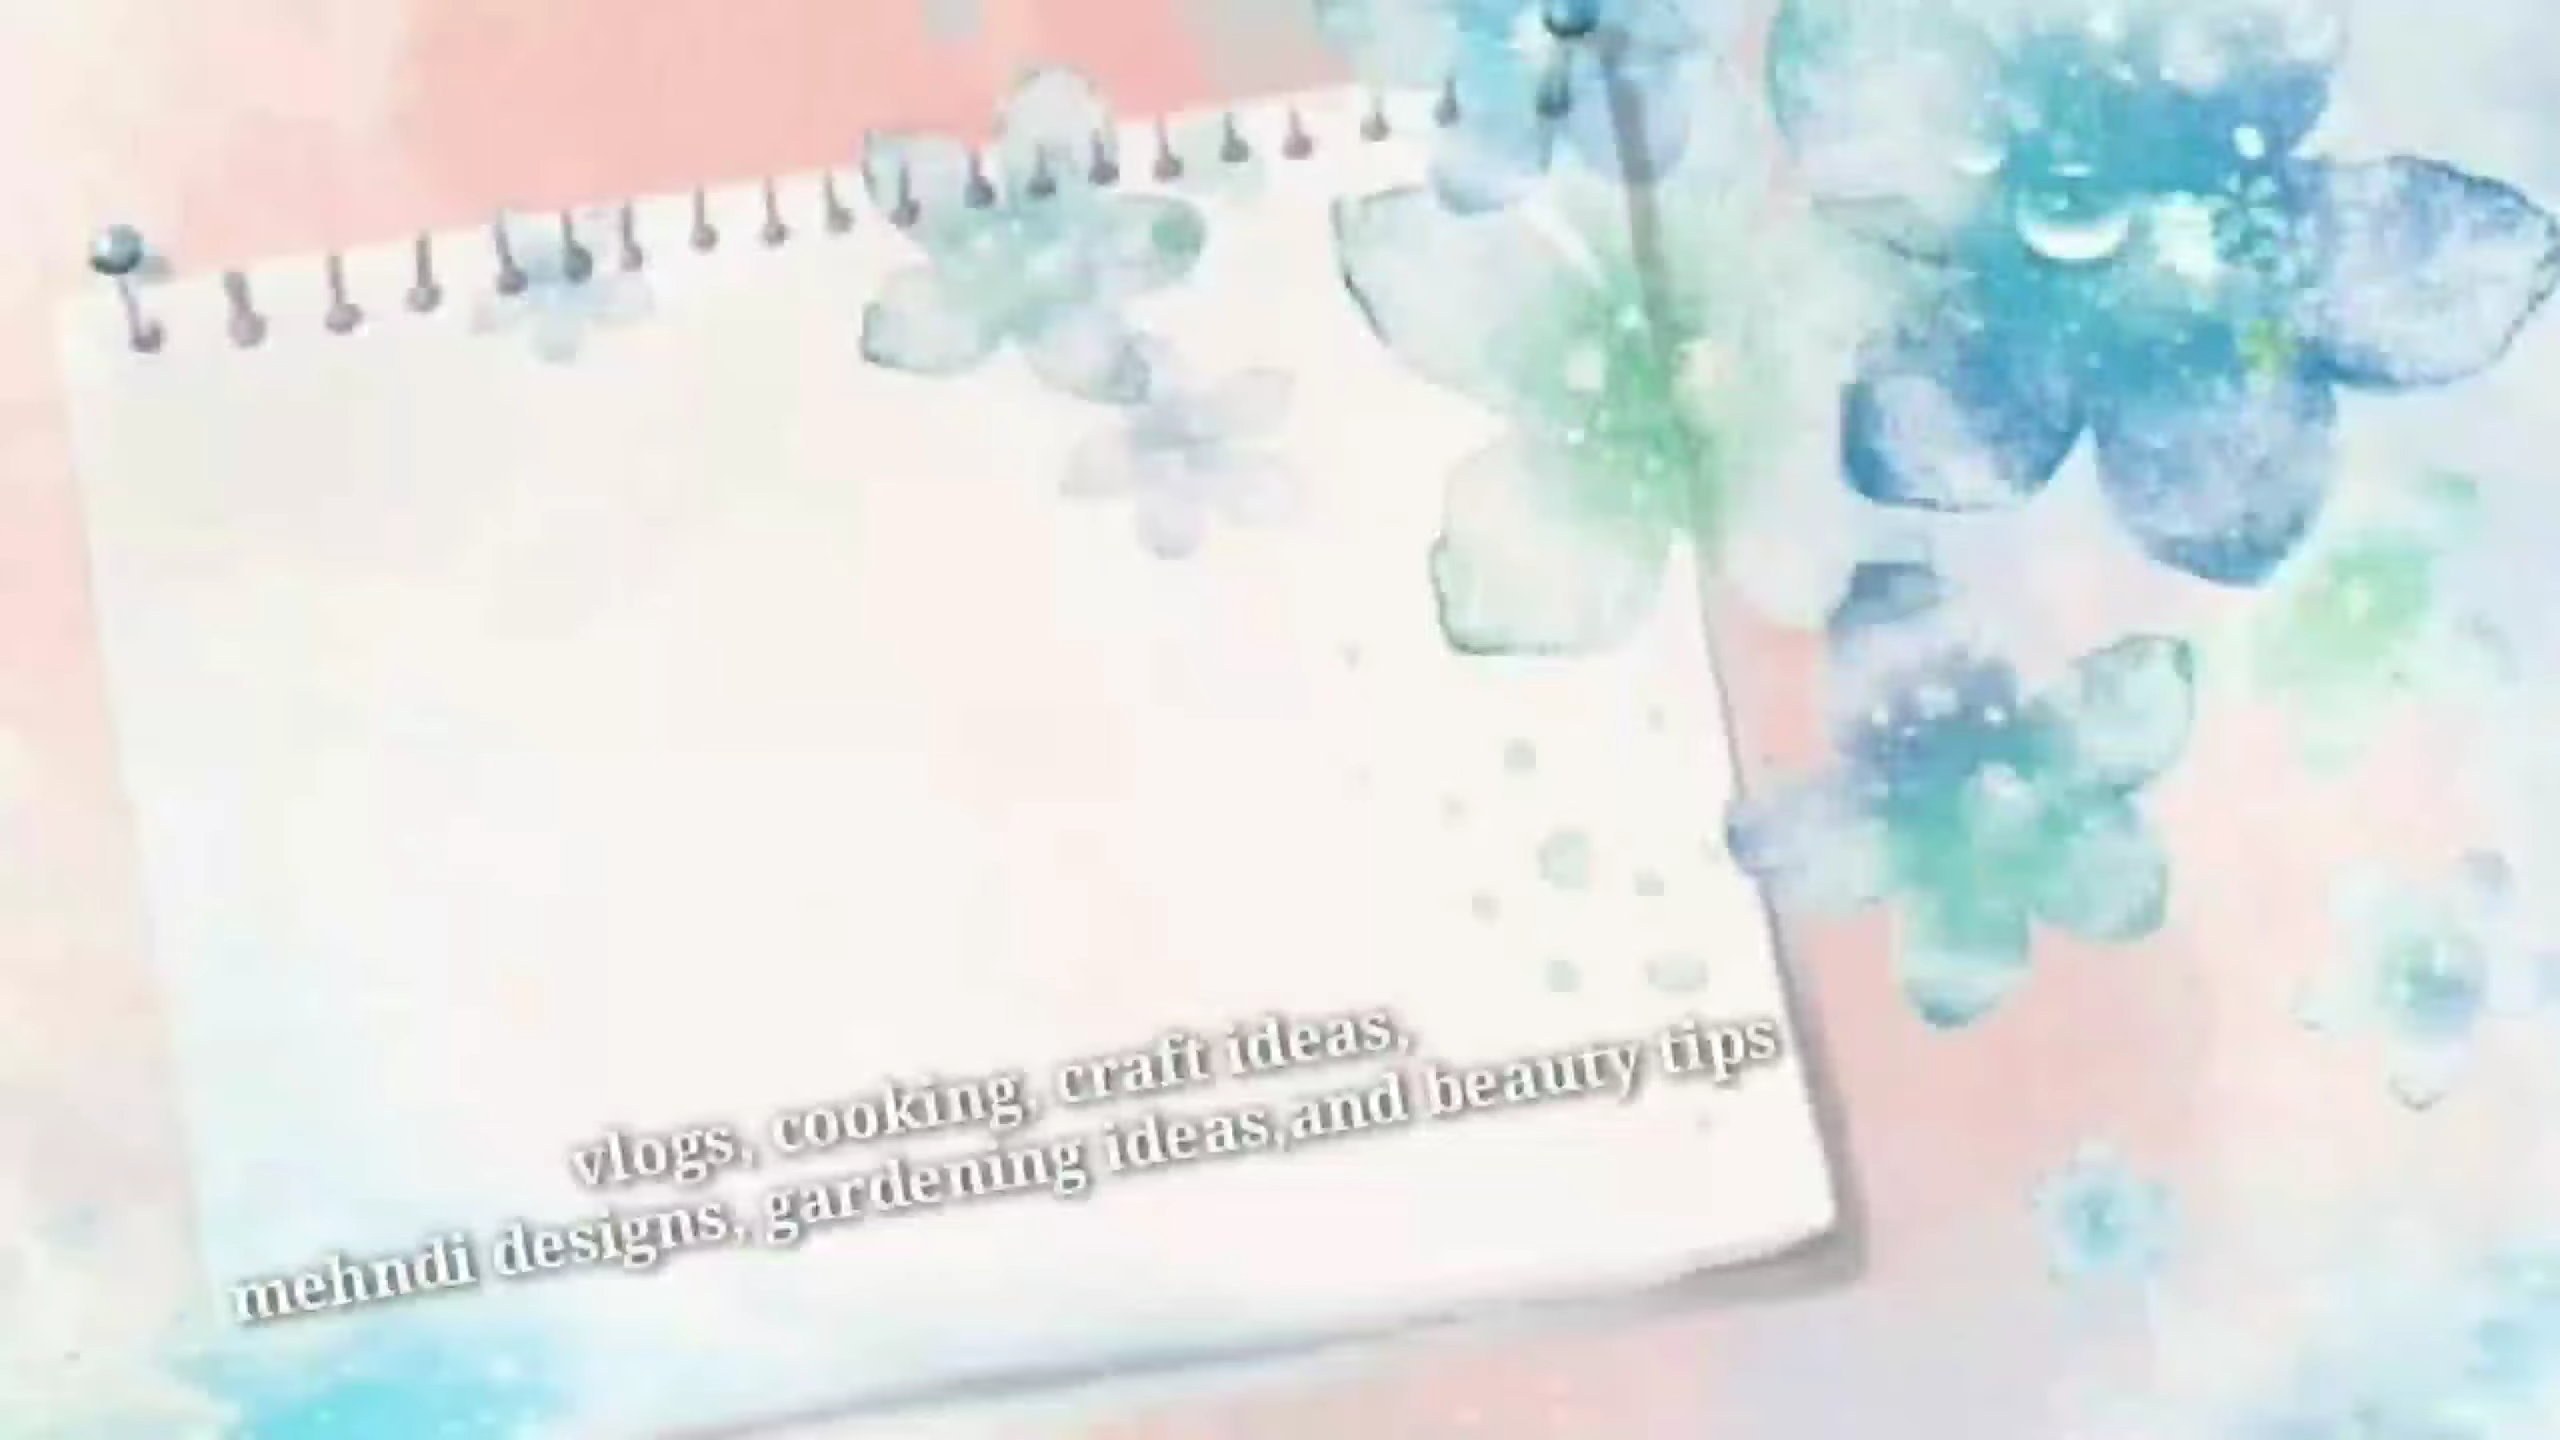 vlogs, cooking, craft ideas,
mehndi designs, gardening ideas,and beauty tips